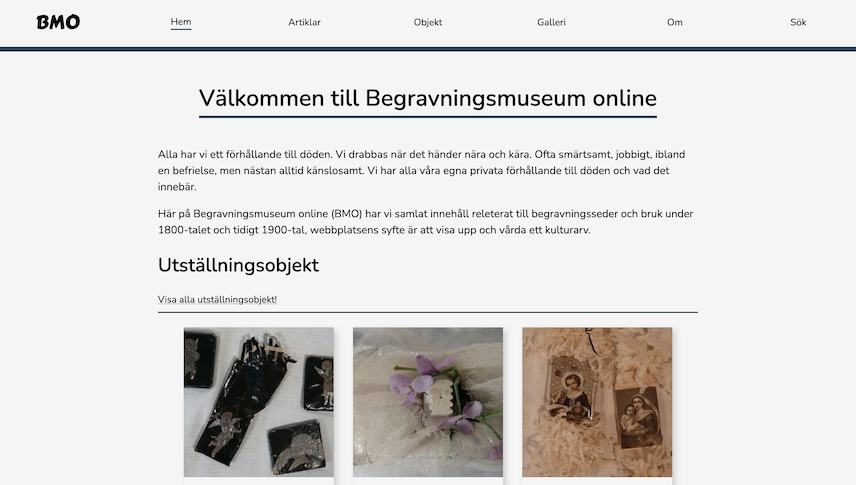 BMO
Hem
Artiklar
Objekt
Galleri
Om
Sök
Välkommen till Begravningsmuseum online
Alla har vi ett förhållande till döden. Vi drabbas när det händer nära och kära. Ofta smärtsamt, jobbigt, ibland
en befrielse, men nästan alltid känslosamt. Vi har alla våra egna privata förhållande till döden och vad det
innebär.
Här på Begravningsmuseum online (BMO) har vi samlat innehåll releterat till begravningsseder och bruk under
1800-talet och tidigt 1900-tal, webbplatsens syfte är att visa upp och vårda ett kulturarv.
Utställningsobjekt
Visa alla utställningsobjekt!